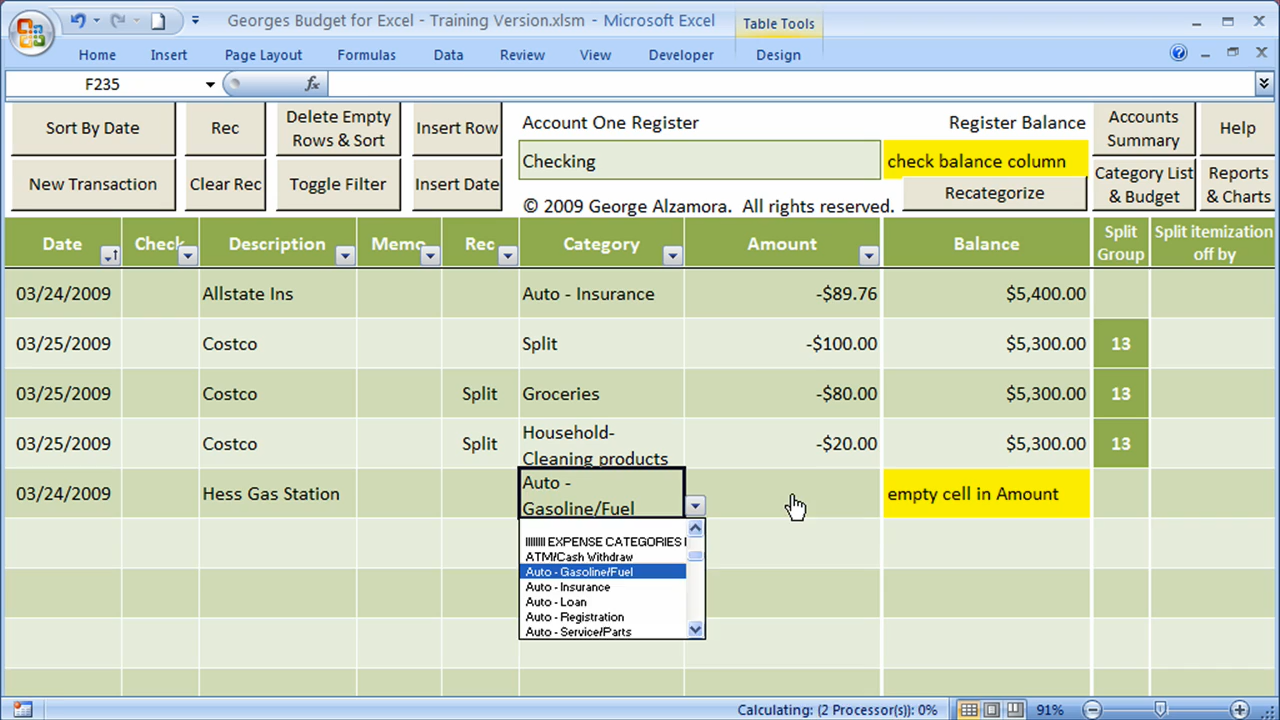 Georges Budget for Excel - Training Version.xlsm - Microsoft Excel
Table Tools
Home Insert Page Layout Formulas Data Review View Developer Design
F235 fx
Sort By Date
Rec
Delete Empty
Rows & Sort
Insert Row
Account One Register
Register Balance
Accounts
Summary
Help
Checking
check balance column
New Transaction
Clear Rec
Toggle Filter
Insert Date
© 2009 George Alzamora. All rights reserved.
Recategorize
Category List
& Budget
Reports
& Charts
Date Check Description Memo Rec Category Amount Balance
Split
Group
Split itemization
off by
03/24/2009 Allstate Ins Auto - Insurance -$89.76 $5,400.00
03/25/2009 Costco Split -$100.00 $5,300.00 13
03/25/2009 Costco Split Groceries -$80.00 $5,300.00 13
03/25/2009 Costco Split
Household-
Cleaning products
-$20.00 $5,300.00 13
03/24/2009 Hess Gas Station
Auto -
Gasoline/Fuel
empty cell in Amount
IIIIIIII EXPENSE CATEGORIES I
ATM/Cash Withdraw
Auto - Gasoline/Fuel
Auto - Insurance
Auto - Loan
Auto - Registration
Auto - Service/Parts
Calculating: (2 Processor(s)): 0% 91%